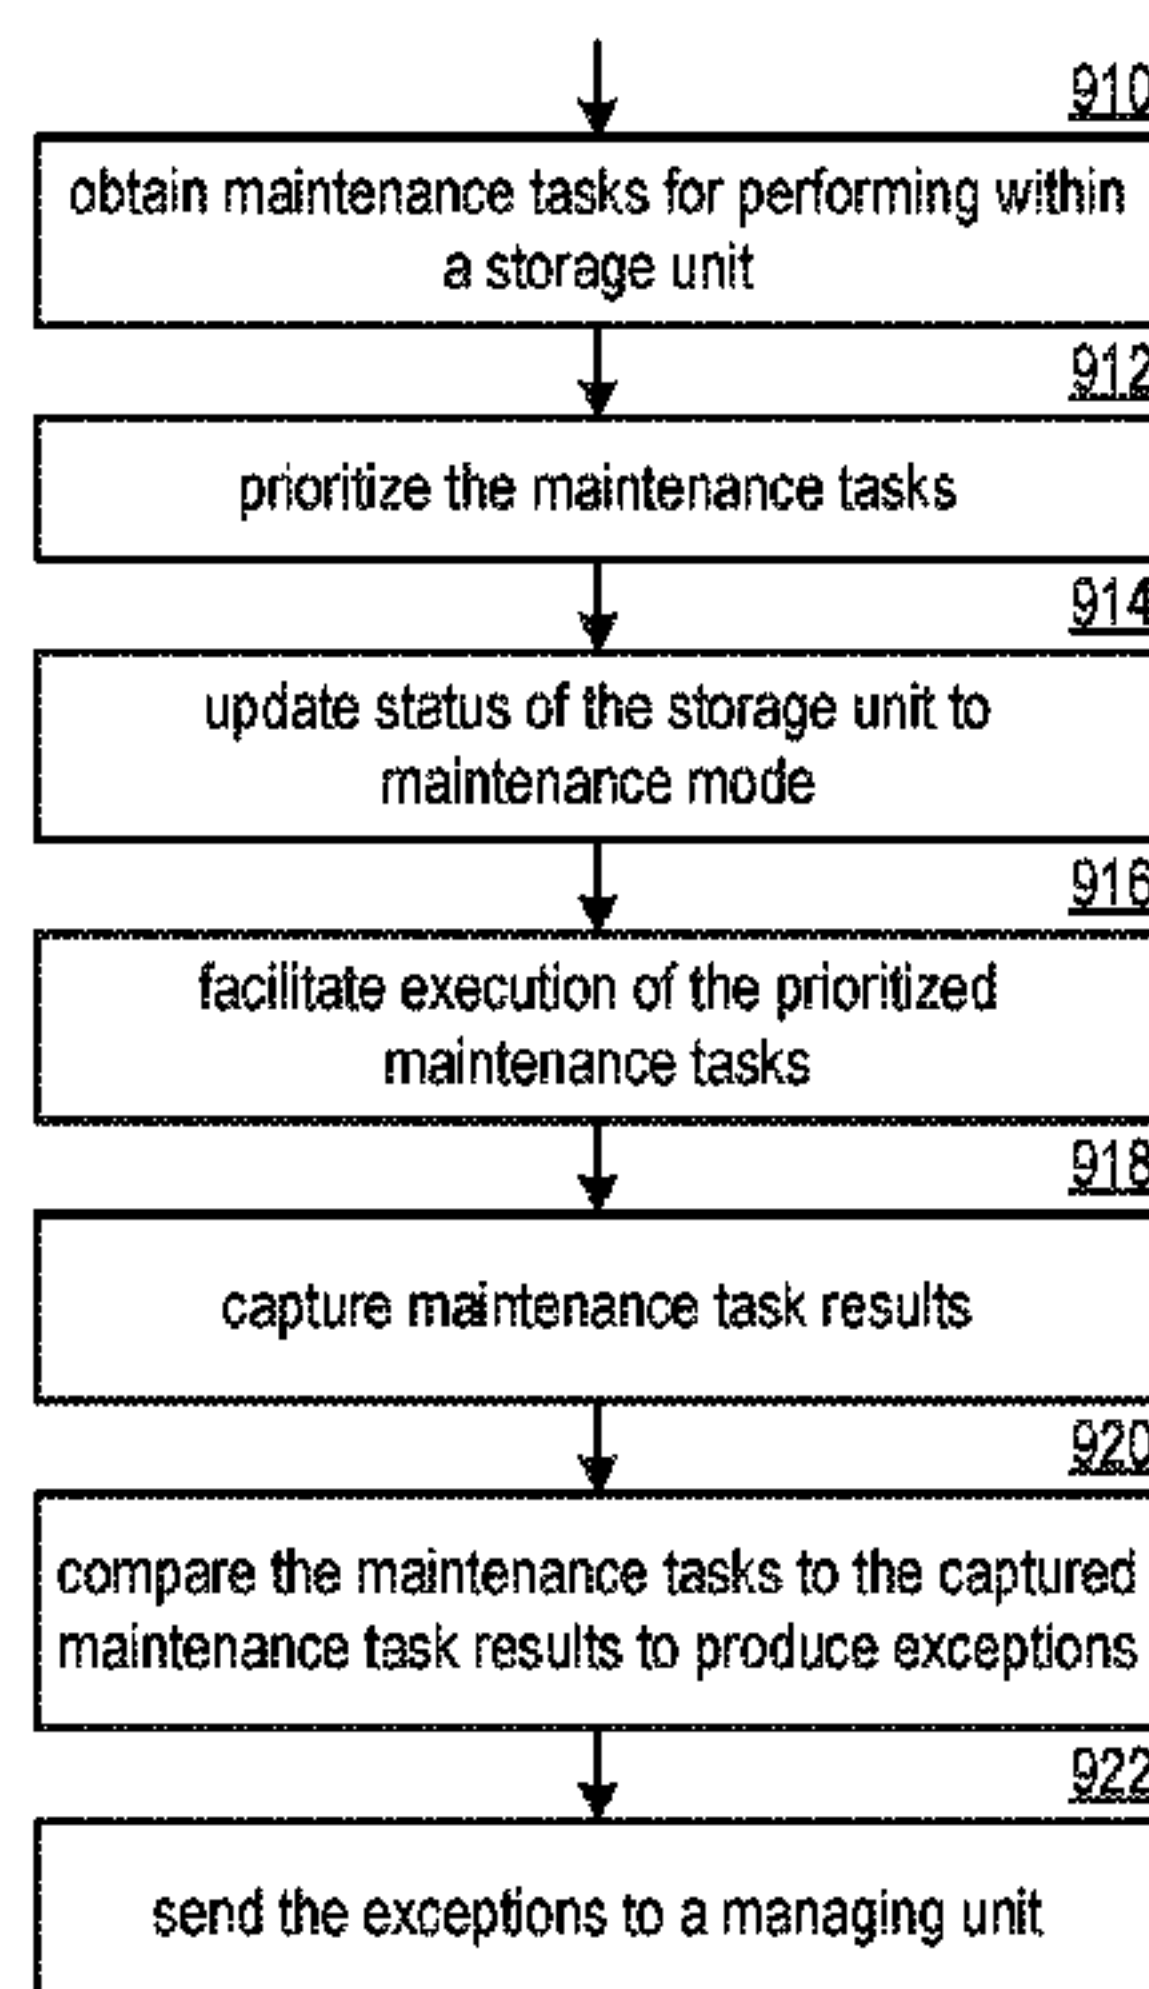 910
obtain maintenance tasks for performing within
a storage unit
912
prioritize the maintenance tasks
914
update status of the storage unit to
maintenance mode
916
facilitate execution of the prioritized
maintenance tasks
918
capture maintenance task results
920
compare the maintenance tasks to the captured
maintenance task results to produce exceptions
922
send the exceptions to a managing unit